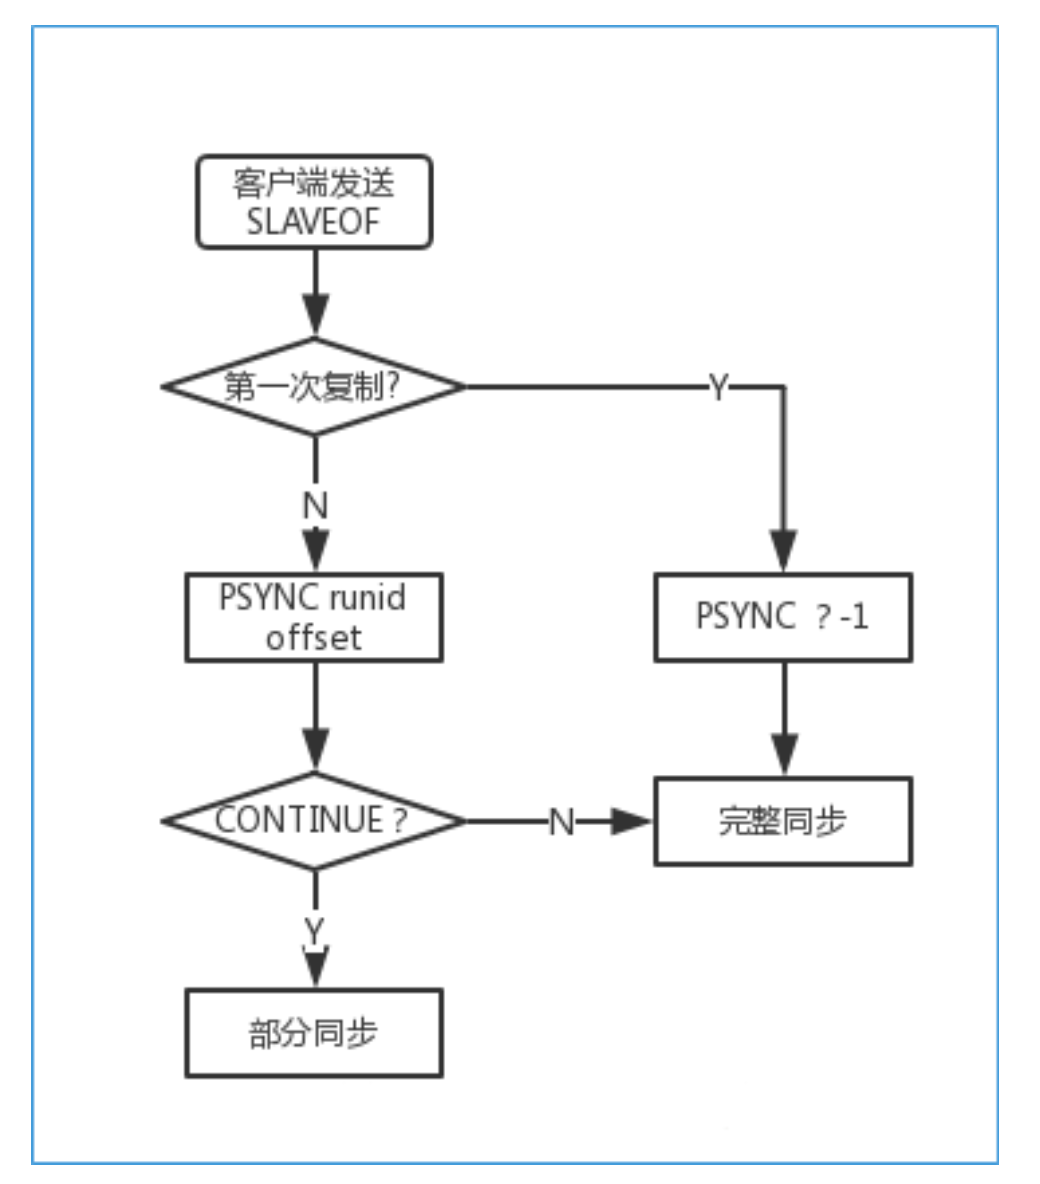 客户端发送
SLAVEOF
第一次复制?
Y
N
PSYNC runid
offset
PSYNC ? -1
CONTINUE ?
N
完整同步
Y
部分同步